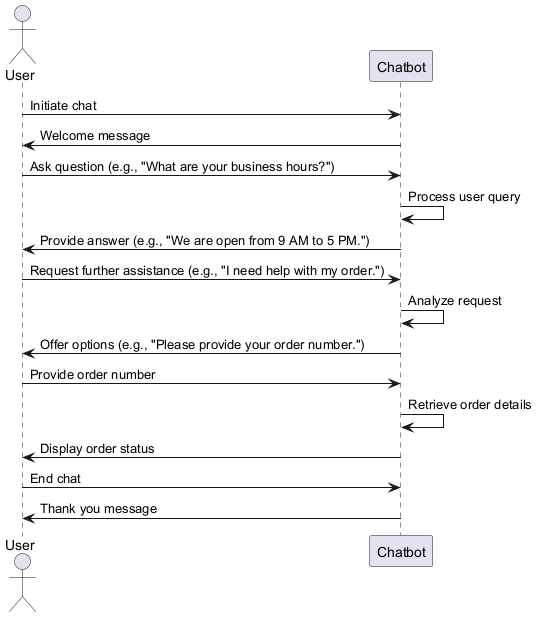 User
Chatbot
Initiate chat
Welcome message
Ask question (e.g., "What are your business hours?")
Process user query
Provide answer (e.g., "We are open from 9 AM to 5 PM.")
Request further assistance (e.g., "I need help with my order.")
Analyze request
Offer options (e.g., "Please provide your order number.")
Provide order number
Retrieve order details
Display order status
End chat
Thank you message
User
Chatbot